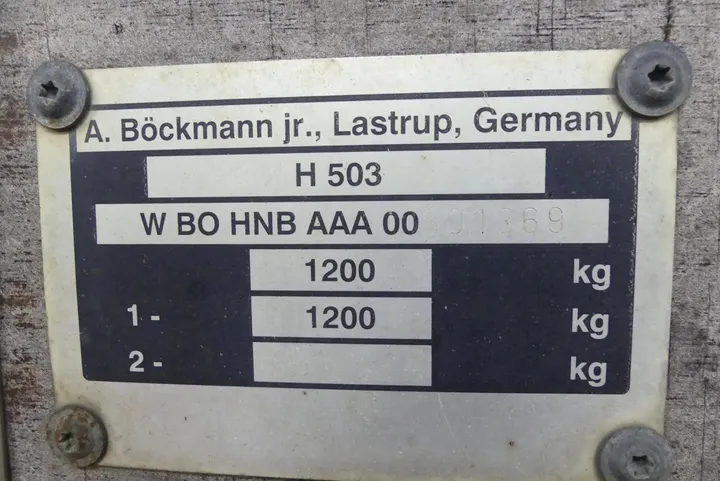 A. Böckmann jr., Lastrup, Germany
H 503
W BO HNB AAA 00
1200 kg
1- 1200 kg
2- kg